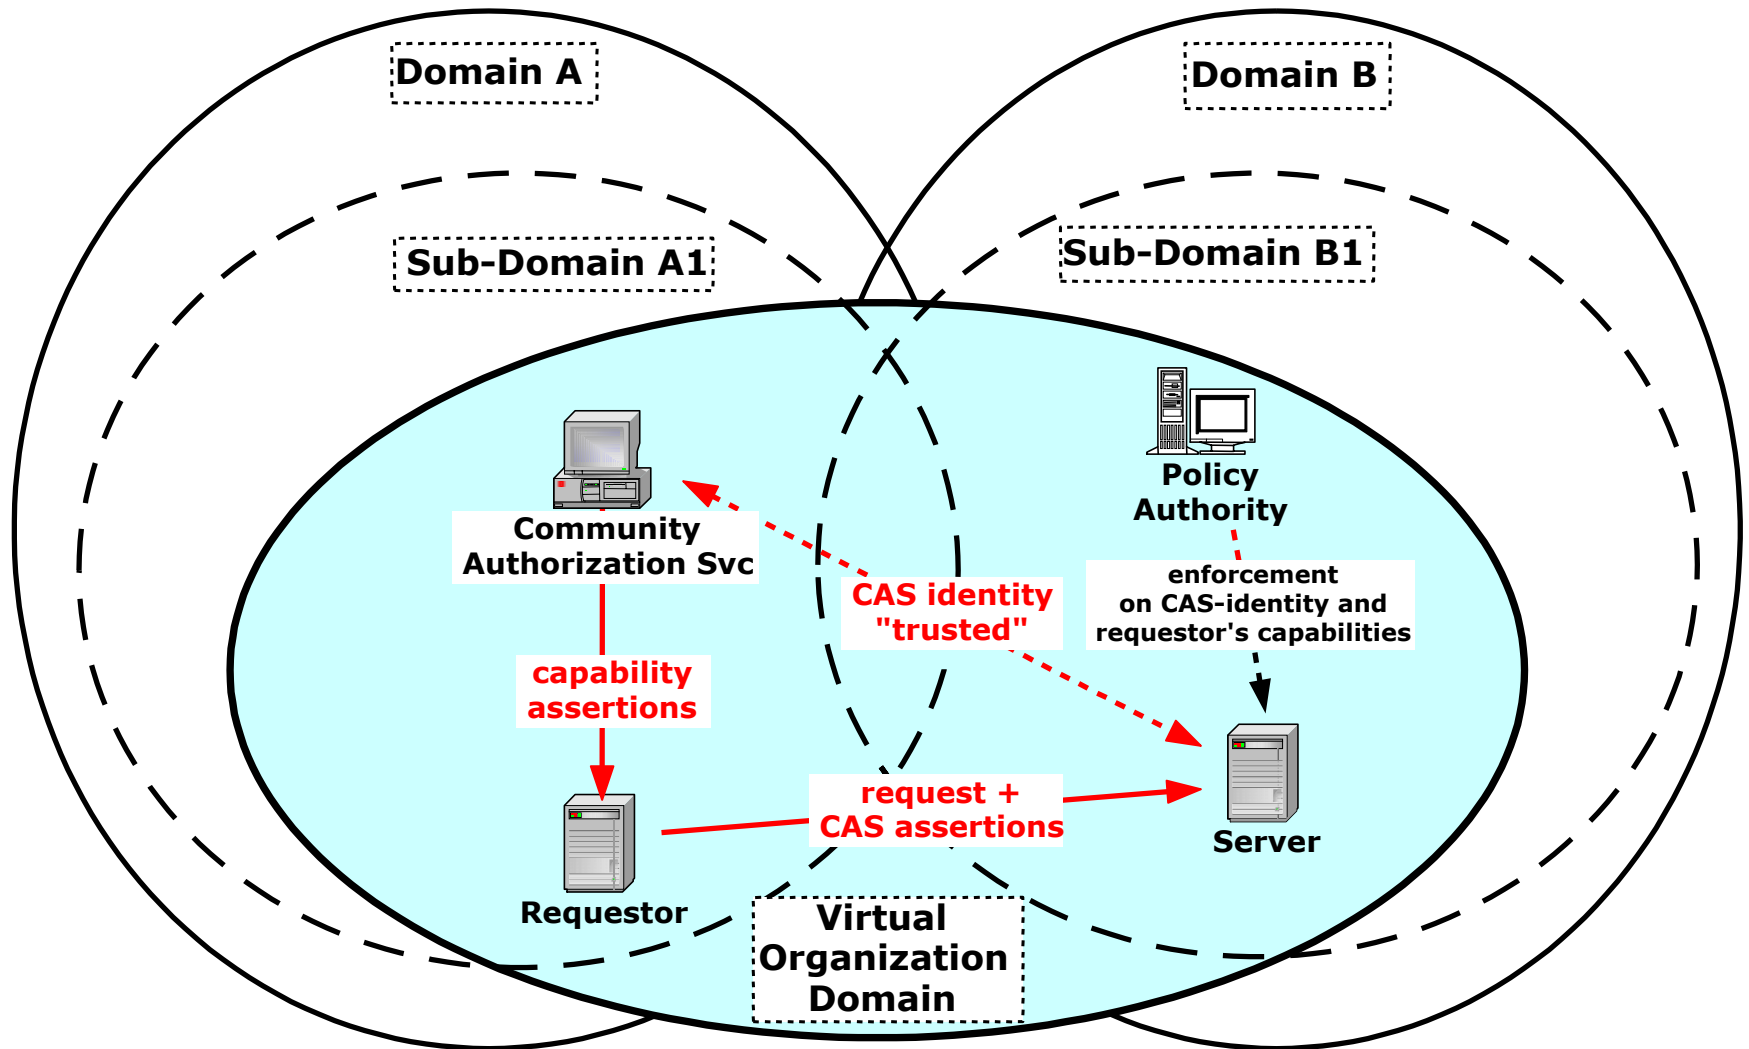 Domain A
Domain B
Sub-Domain A1
Sub-Domain B1
Policy
Authority
Community
Authorization Svc
enforcement
on CAS-identity and
requestor's capabilities
CAS identity
"trusted"
capability
assertions
request +
CAS assertions
Server
Requestor
Virtual
Organization
Domain